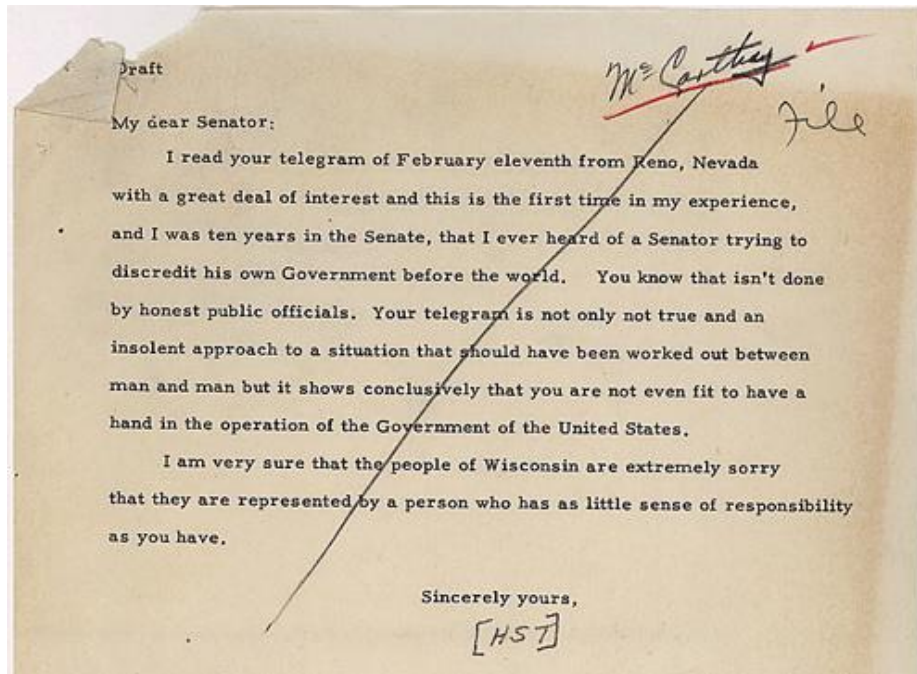 Draft
McCarthy
File
My dear Senator:
I read your telegram of February eleventh from Reno, Nevada
with a great deal of interest and this is the first time in my experience,
and I was ten years in the Senate, that I ever heard of a Senator trying to
discredit his own Government before the world. You know that isn't done
by honest public officials. Your telegram is not only not true and an
insolent approach to a situation that should have been worked out between
man and man but it shows conclusively that you are not even fit to have a
hand in the operation of the Government of the United States.
I am very sure that the people of Wisconsin are extremely sorry
that they are represented by a person who has as little sense of responsibility
as you have.
Sincerely yours,
[HST]